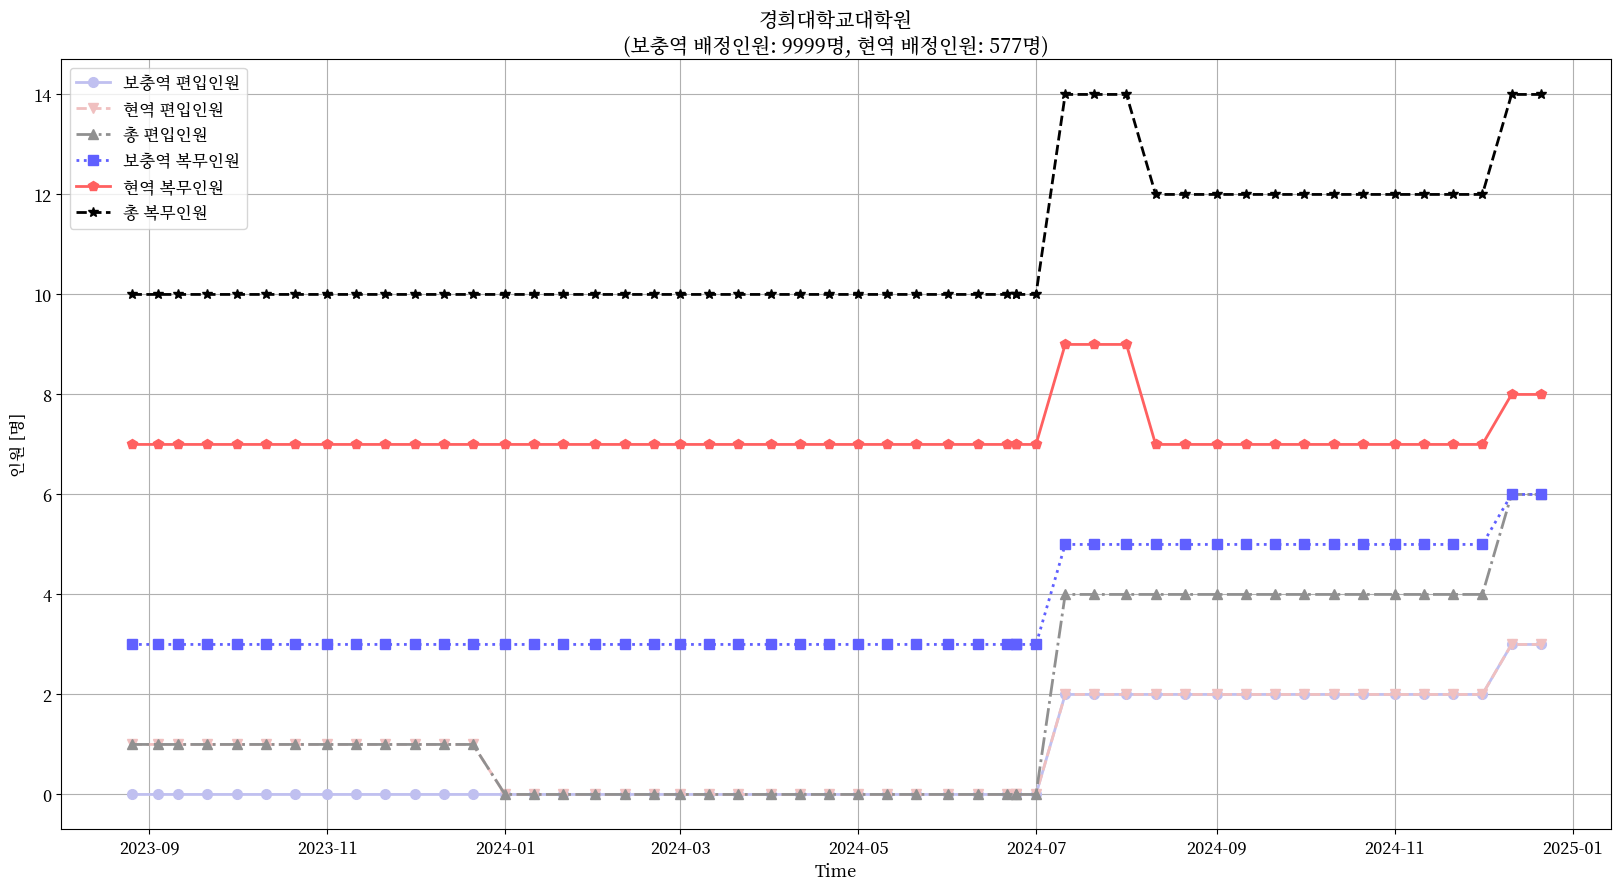 경희대학교대학원
(보충역 배정인원: 9999명, 현역 배정인원: 577명)
보충역 편입인원
현역 편입인원
총 편입인원
보충역 복무인원
현역 복무인원
총 복무인원
인원 [명]
14
12
10
8
6
4
2
0
2023-09
2023-11
2024-01
2024-03
2024-05
2024-07
2024-09
2024-11
2025-01
Time